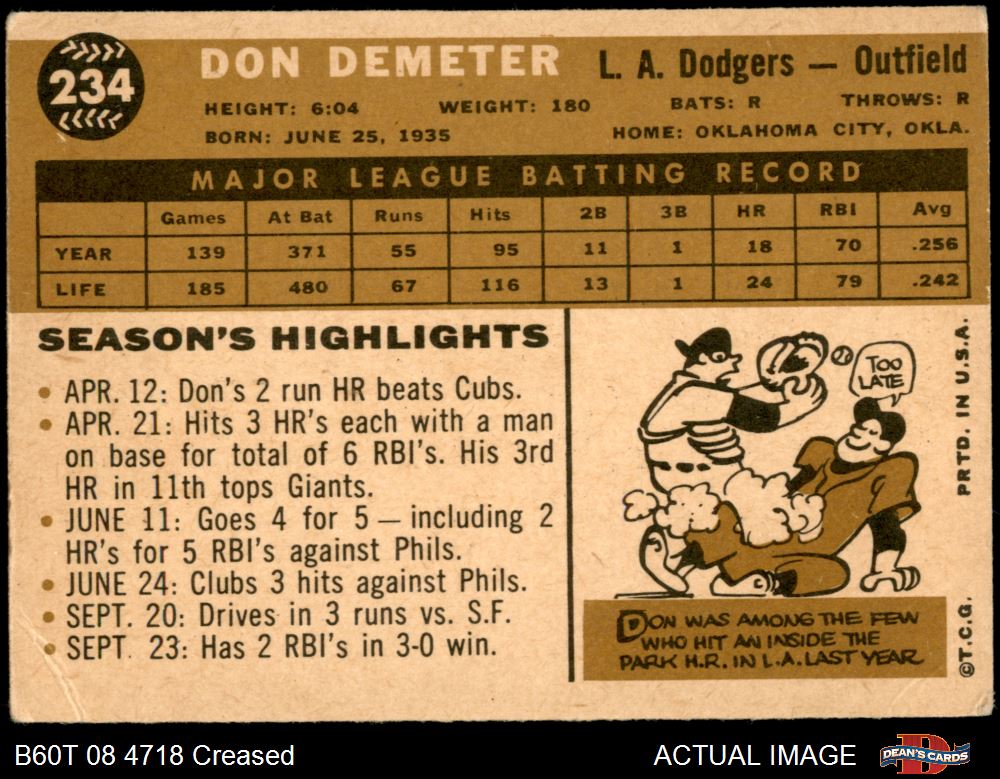 234
DON DEMETER
L. A. Dodgers — Outfield
HEIGHT: 6:04 WEIGHT: 180 BATS: R THROWS: R
BORN: JUNE 25, 1935 HOME: OKLAHOMA CITY, OKLA.
MAJOR LEAGUE BATTING RECORD
Games At Bat Runs Hits 2B 3B HR RBI Avg
YEAR 139 371 55 95 11 1 18 70 .256
LIFE 185 480 67 116 13 1 24 79 .242
SEASON'S HIGHLIGHTS
• APR. 12: Don's 2 run HR beats Cubs.
• APR. 21: Hits 3 HR's each with a man
on base for total of 6 RBI's. His 3rd
HR in 11th tops Giants.
• JUNE 11: Goes 4 for 5 — including 2
HR's for 5 RBI's against Phils.
• JUNE 24: Clubs 3 hits against Phils.
• SEPT. 20: Drives in 3 runs vs. S.F.
• SEPT. 23: Has 2 RBI's in 3-0 win.
TOO
LATE
DON WAS AMONG THE FEW
WHO HIT AN INSIDE THE
PARK H.R. IN L.A. LAST YEAR
©T.C.G. PRTD. IN U.S.A.
B60T 08 4718 Creased
ACTUAL IMAGE
DEAN'S CARDS